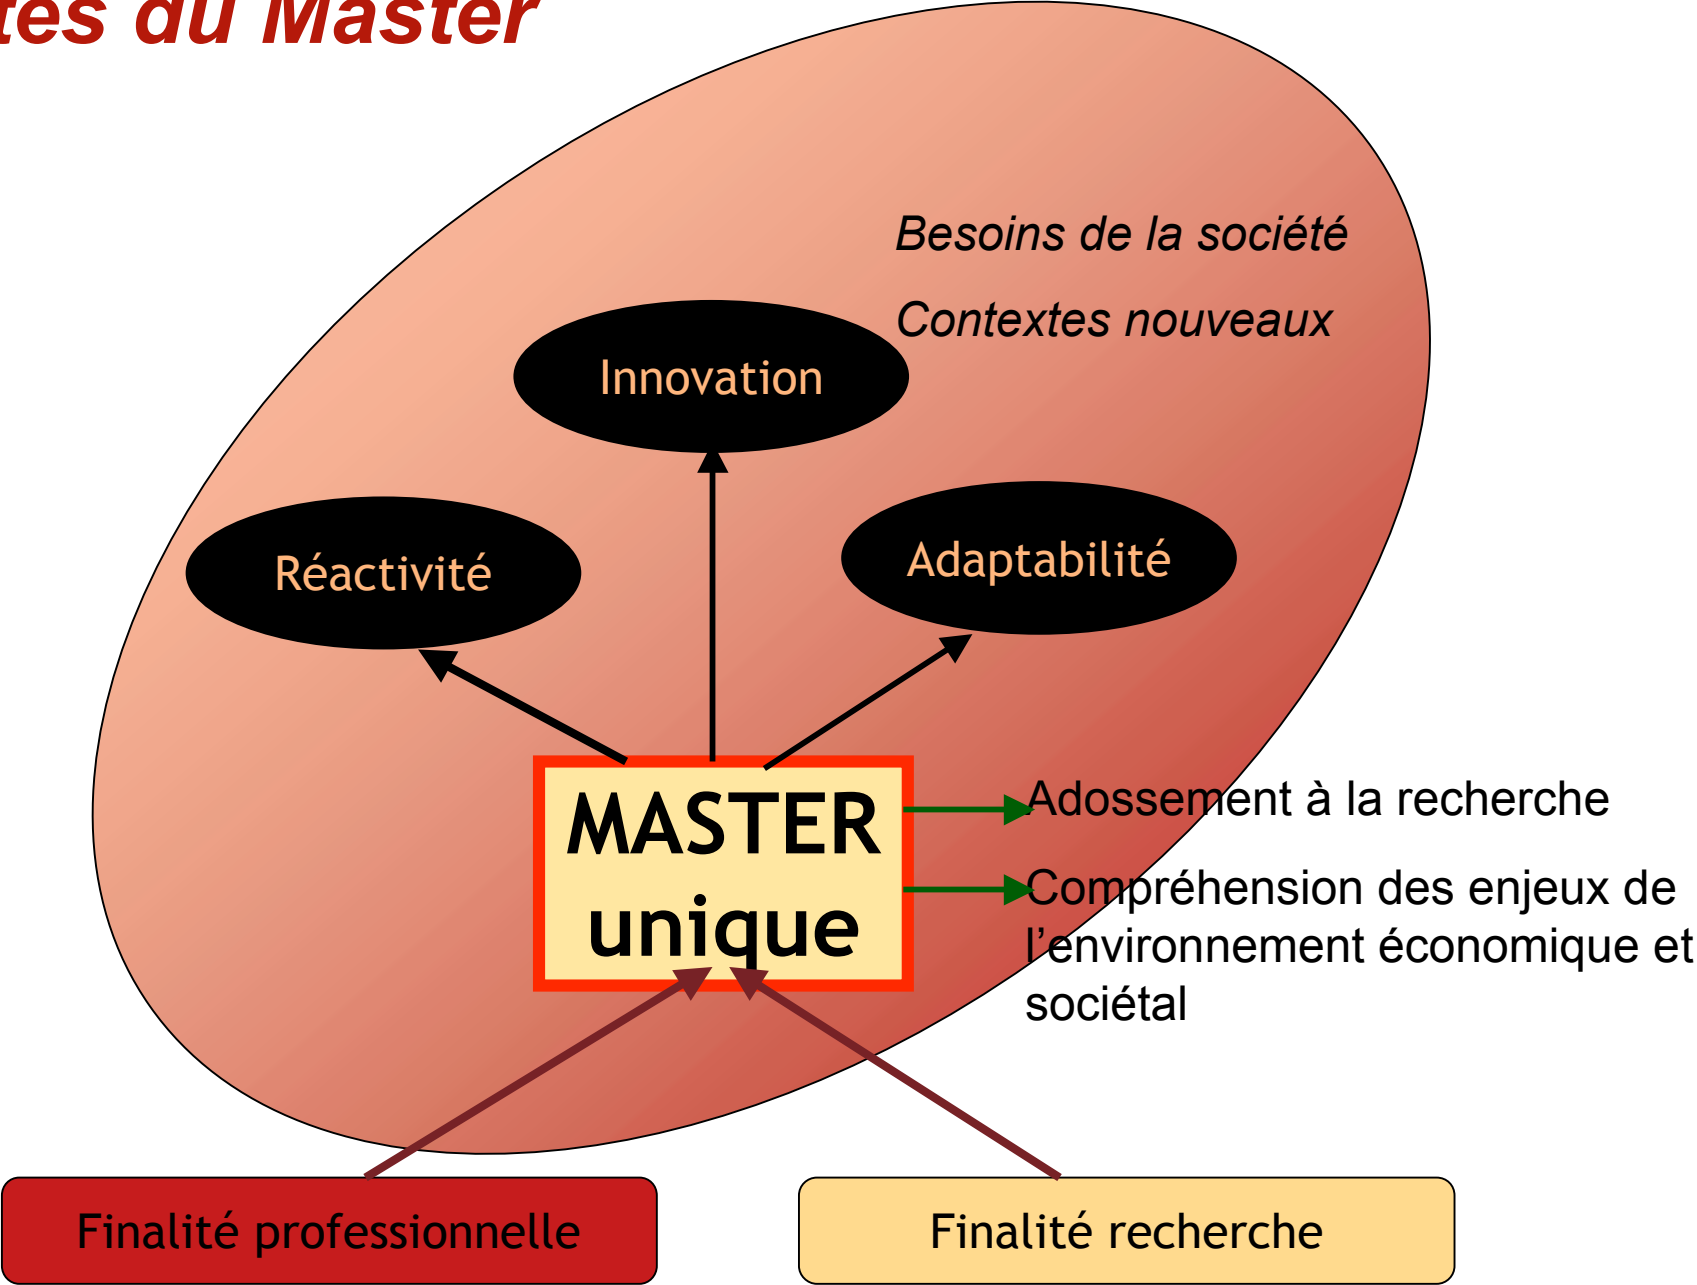 du Master
Besoins de la société
Contextes nouveaux
Innovation
Réactivité
Adaptabilité
MASTER
unique
Adossement à la recherche
Compréhension des enjeux de
l’environnement économique et
sociétal
Finalité professionnelle
Finalité recherche